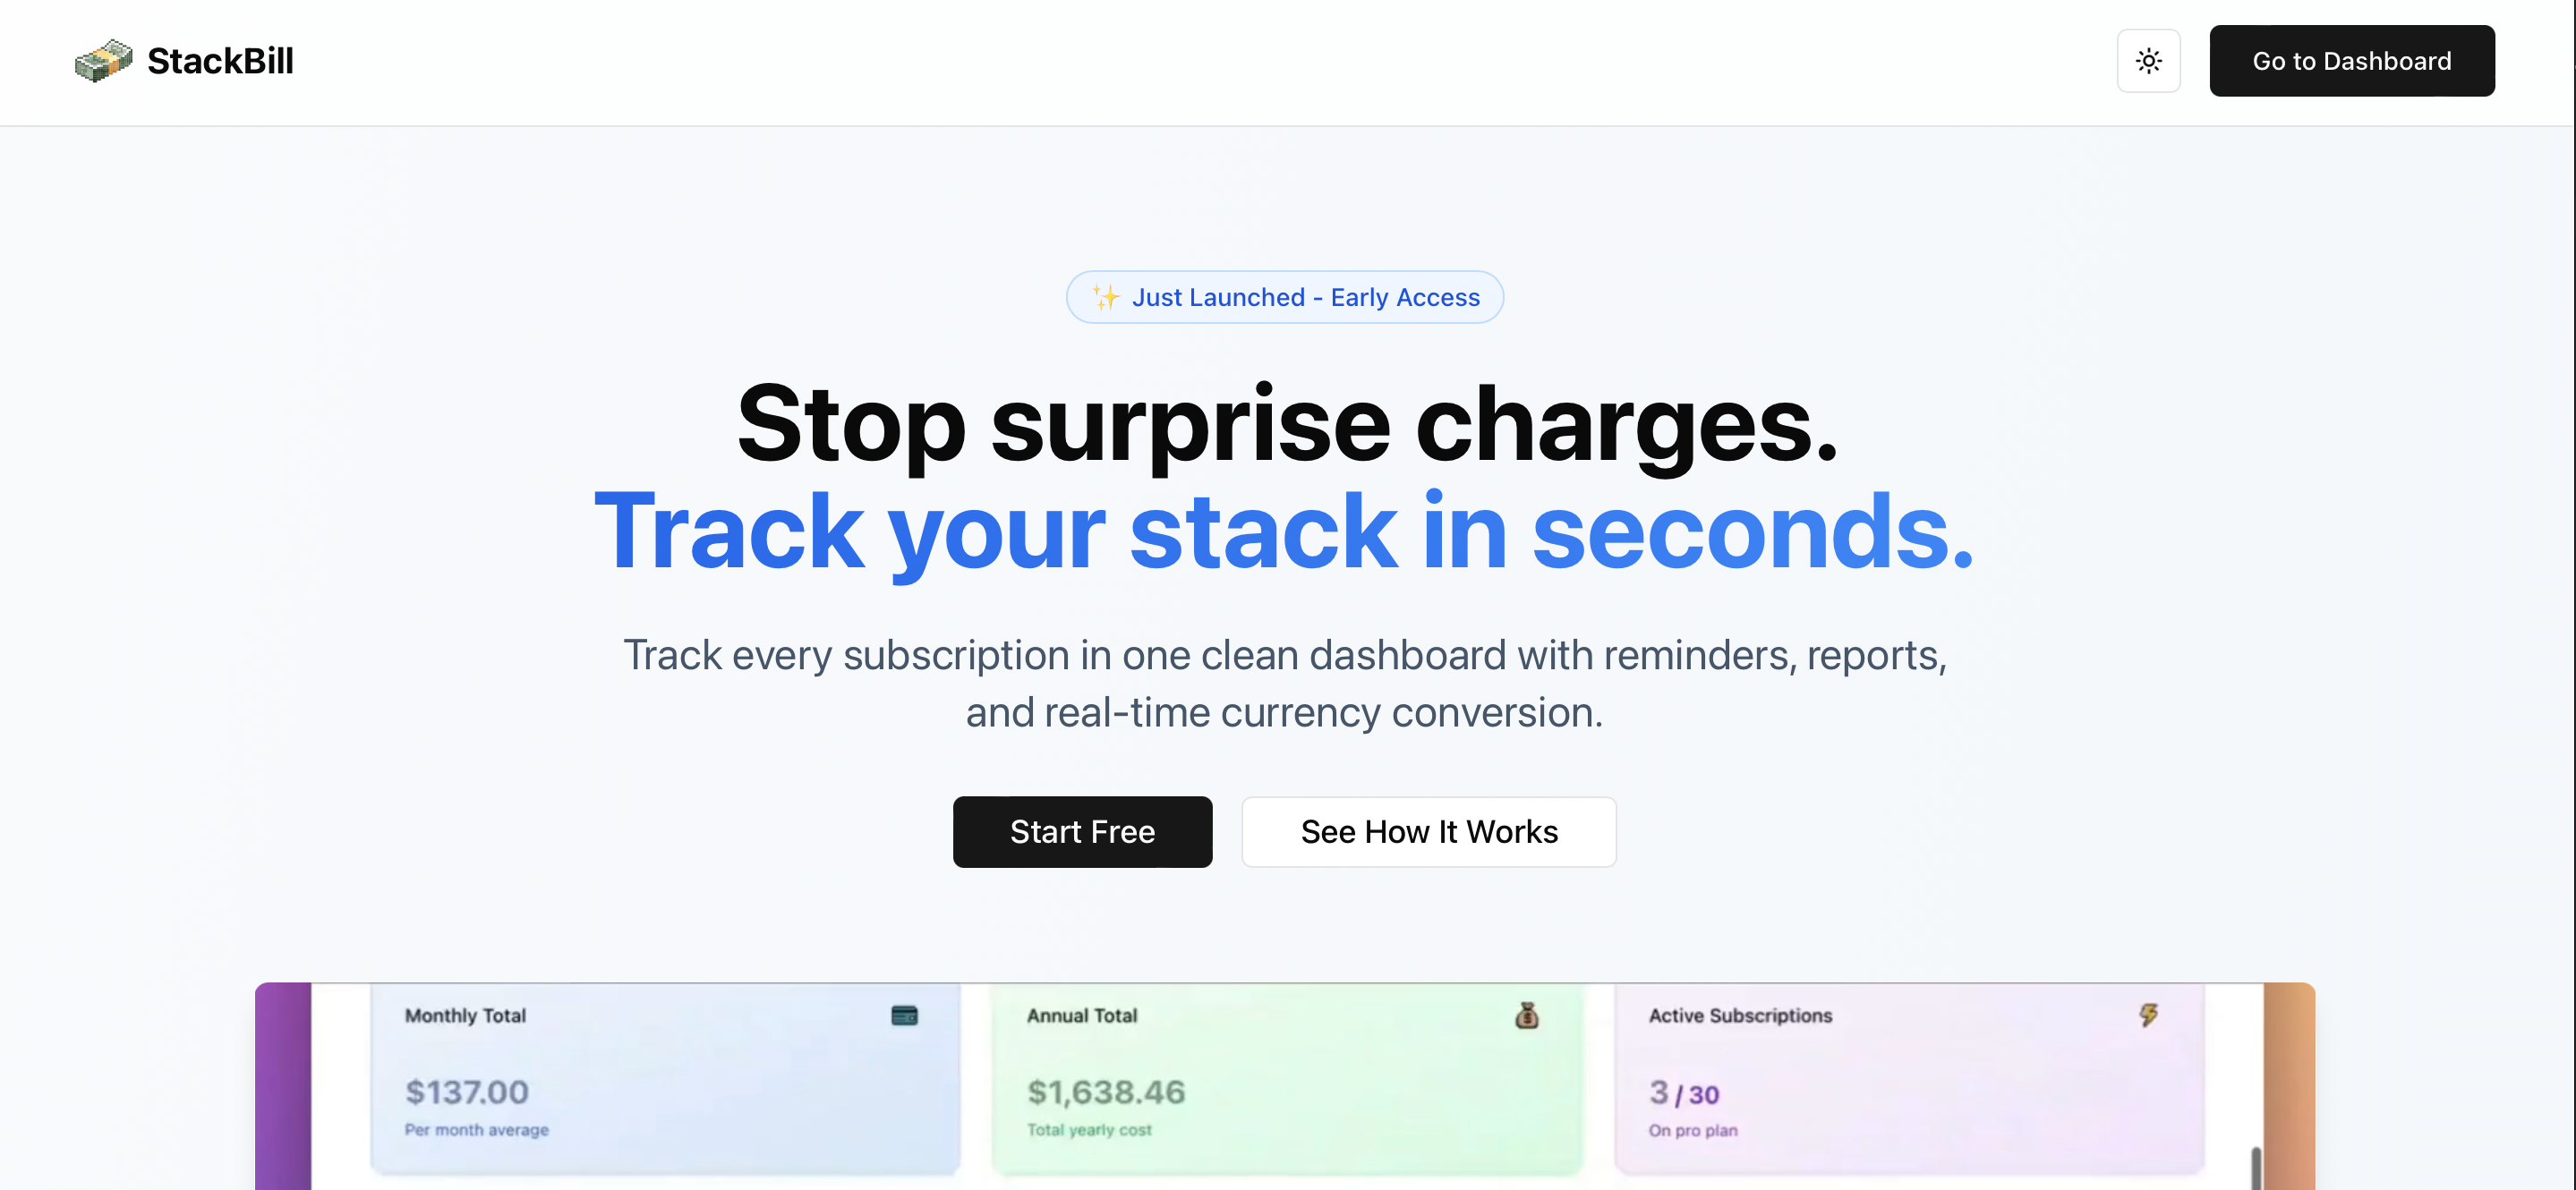 StackBill
Go to Dashboard
✨ Just Launched - Early Access
Stop surprise charges.
Track your stack in seconds.
Track every subscription in one clean dashboard with reminders, reports,
and real-time currency conversion.
Start Free
See How It Works
Monthly Total
$137.00
Per month average
Annual Total
$1,638.46
Total yearly cost
Active Subscriptions
3 / 30
On pro plan